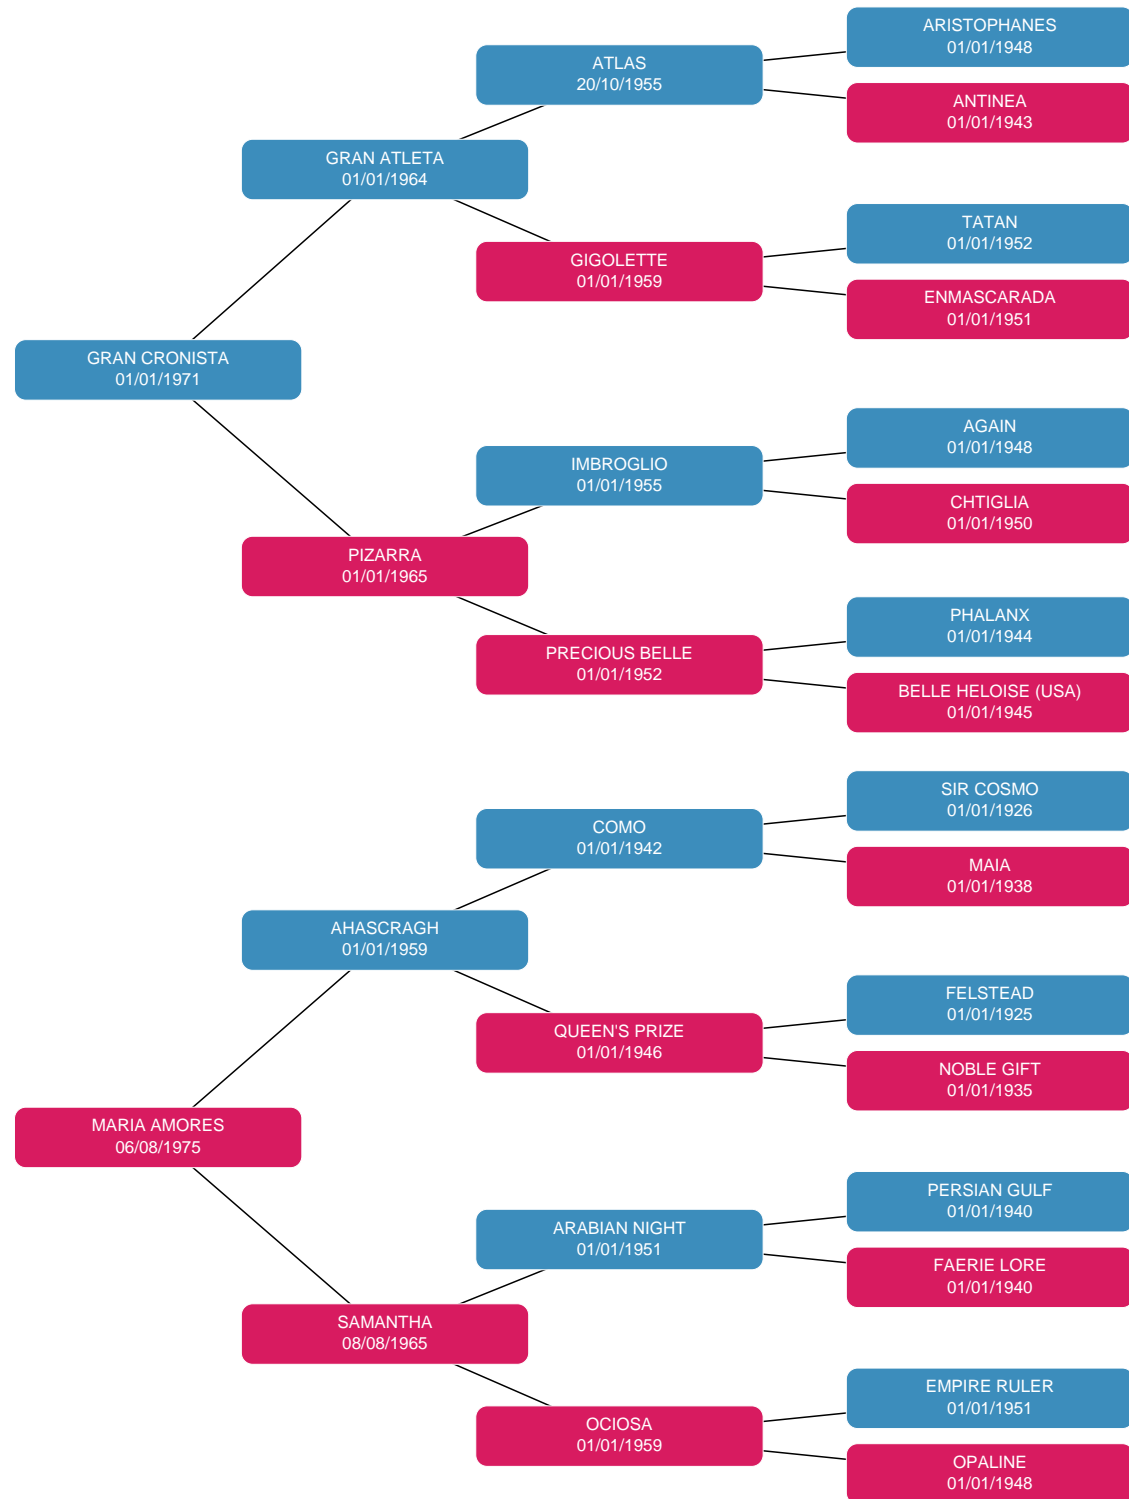 ARISTOPHANES
01/01/1948
ATLAS
20/10/1955
ANTINEA
01/01/1943
GRAN ATLETA
01/01/1964
TATAN
01/01/1952
GIGOLETTE
01/01/1959
ENMASCARADA
01/01/1951
GRAN CRONISTA
01/01/1971
AGAIN
01/01/1948
IMBROGLIO
01/01/1955
CHTIGLIA
01/01/1950
PIZARRA
01/01/1965
PHALANX
01/01/1944
PRECIOUS BELLE
01/01/1952
BELLE HELOISE (USA)
01/01/1945
SIR COSMO
01/01/1926
COMO
01/01/1942
MAIA
01/01/1938
AHASCRAGH
01/01/1959
FELSTEAD
01/01/1925
QUEEN'S PRIZE
01/01/1946
NOBLE GIFT
01/01/1935
MARIA AMORES
06/08/1975
PERSIAN GULF
01/01/1940
ARABIAN NIGHT
01/01/1951
FAERIE LORE
01/01/1940
SAMANTHA
08/08/1965
EMPIRE RULER
01/01/1951
OCIOSA
01/01/1959
OPALINE
01/01/1948